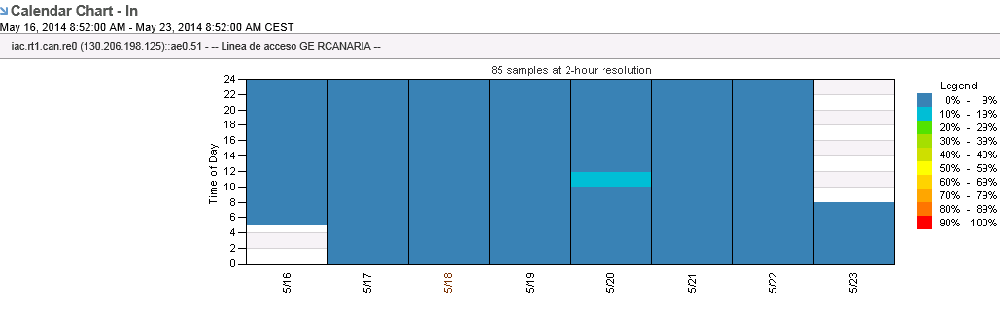 Calendar Chart - In
May 16, 2014 8:52:00 AM - May 23, 2014 8:52:00 AM CEST
iac.rt1.can.re0 (130.206.198.125)::ae0.51 - -- Linea de acceso GE RCANARIA --
85 samples at 2-hour resolution
Time of Day
24
22
20
18
16
14
12
10
8
6
4
2
0
5/16
5/17
5/18
5/19
5/20
5/21
5/22
5/23
Legend
0% - 9%
10% - 19%
20% - 29%
30% - 39%
40% - 49%
50% - 59%
60% - 69%
70% - 79%
80% - 89%
90% -100%